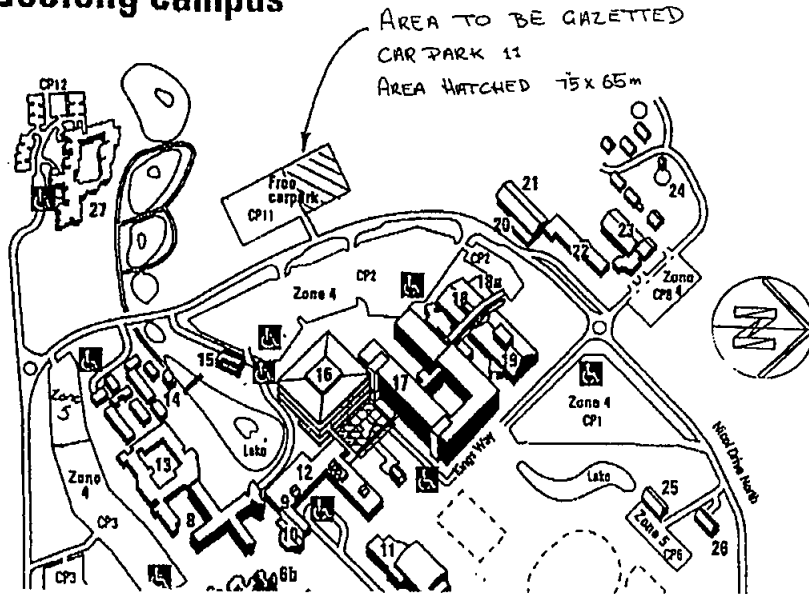 eelong campus
AREA TO BE GAZETTED
CAR PARK 11
AREA HATCHED 75 x 65m
CP12
27
Free
carpark
CP11
21
20
22
23
24
Zone 4
CP8
CP2
Zone 4
CP2
18a
18
19
15
16
17
14
Zone
5
Lake
13
Zone
4
CP3
CP3
8
12
9
10
11
6b
Kings Way
Zone 4
CP1
N
Nicol Drive North
Lake
25
Zone 5
CP6
26